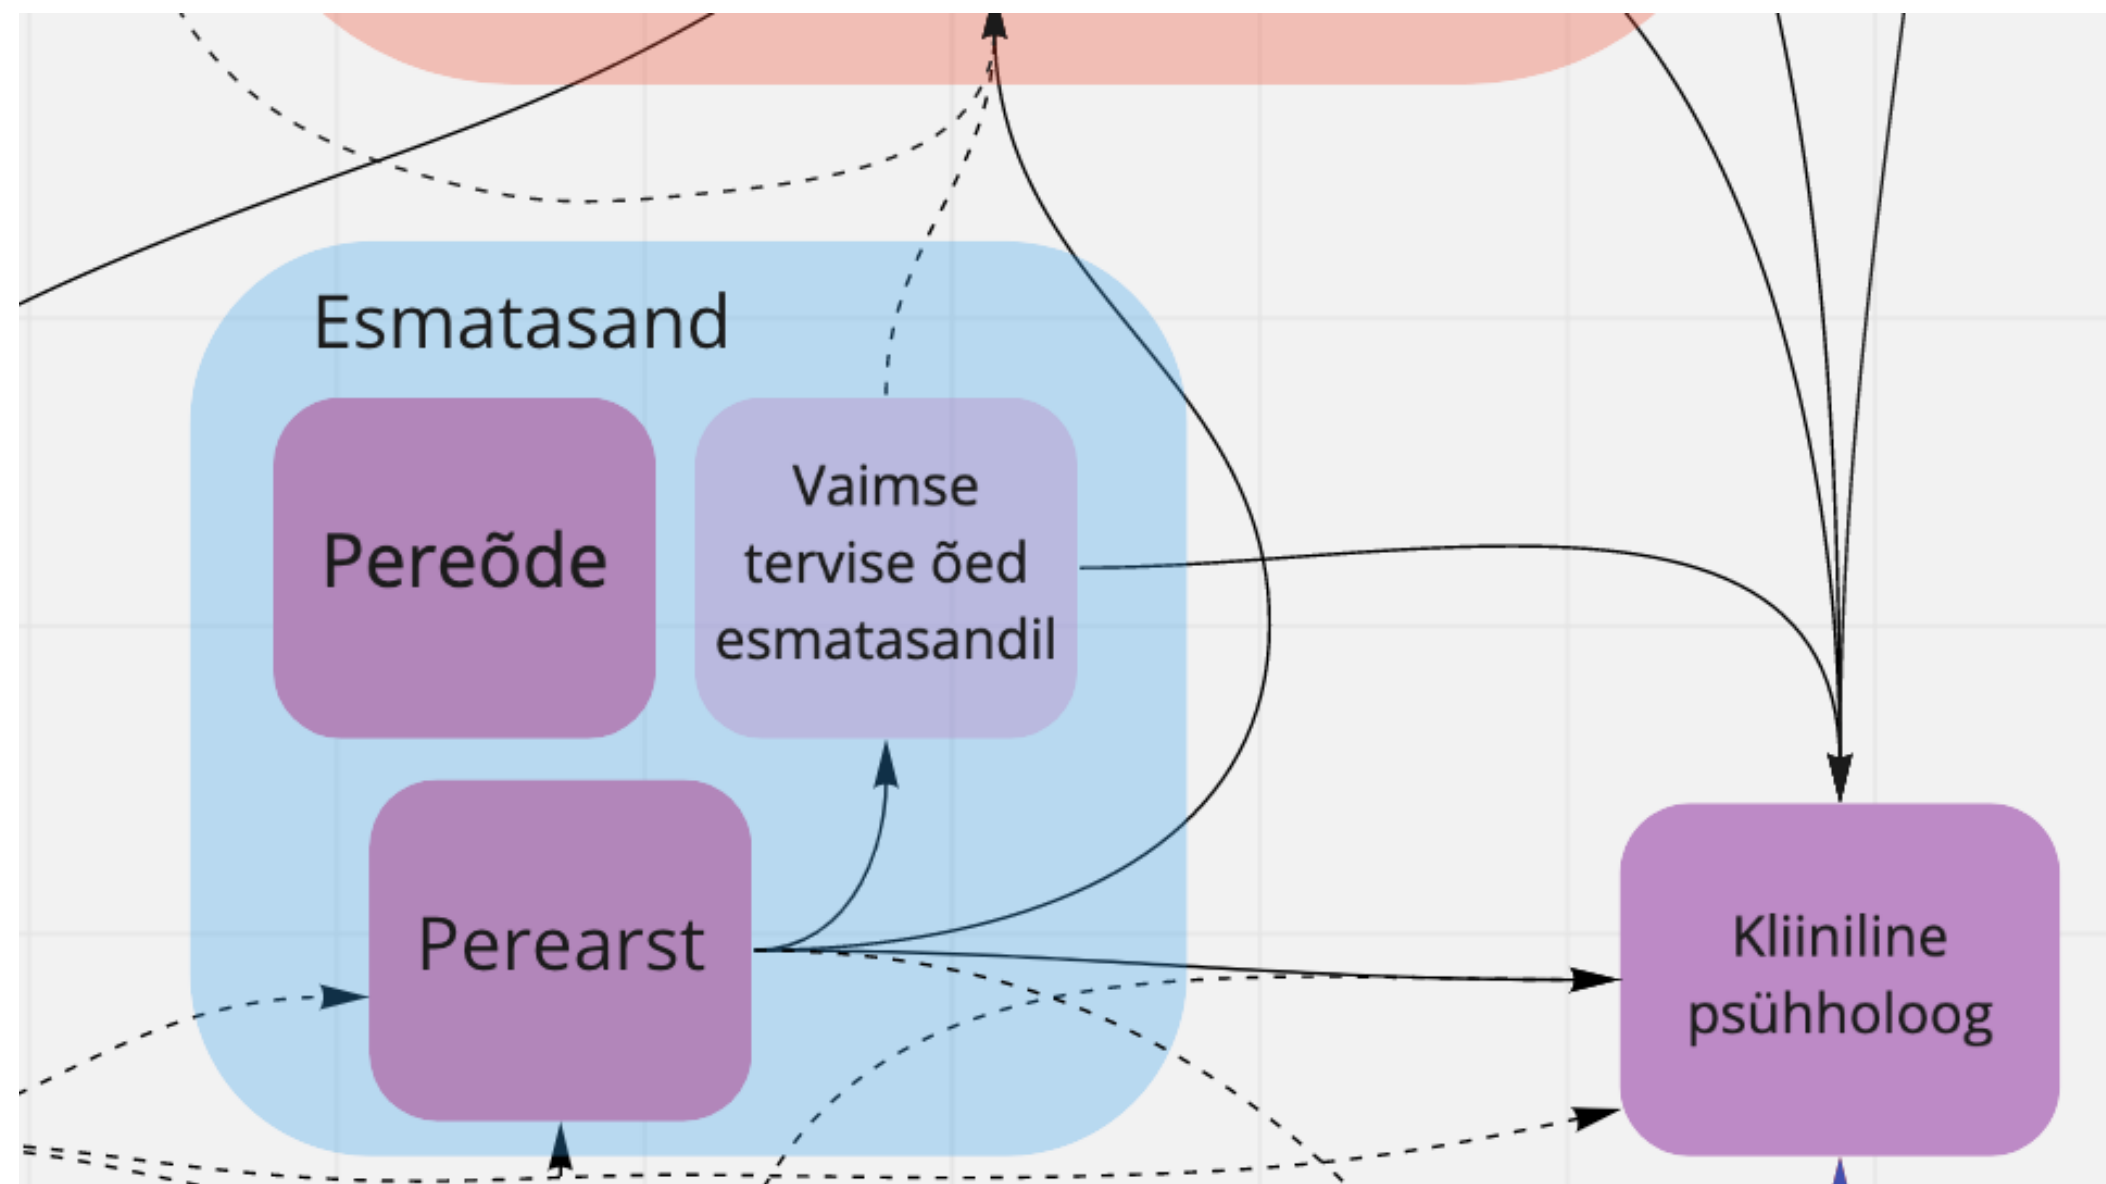 Esmatasand
Pereõde
Vaimse
tervise õed
esmatasandil
Perearst
Kliiniline
psühholoog